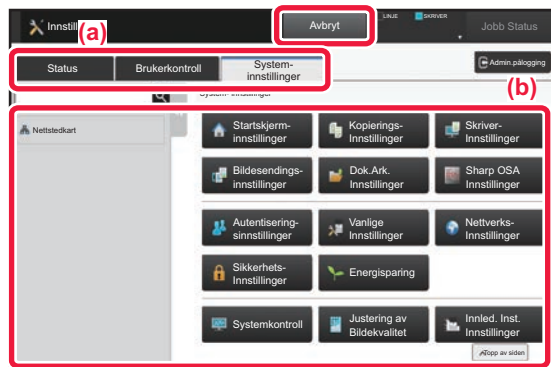 Innstill
(a)
Avbryt
LINJE
SKRIVER
Jobb Status
Status
Brukerkontroll
System-
innstillinger
Admin.pålogging
(b)
Nettstedkart
Startskjerm-
innstillinger
Kopierings-
Innstillinger
Skriver-
Innstillinger
Bildesendings-
innstillinger
Dok.Ark.
Innstillinger
Sharp OSA
Innstillinger
Autentisering-
sinnstillinger
Vanlige
Innstillinger
Nettverks-
Innstillinger
Sikkerhets-
Innstillinger
Energisparing
Systemkontroll
Justering av
Bildekvalitet
Innled. Inst.
Innstillinger
Topp av siden